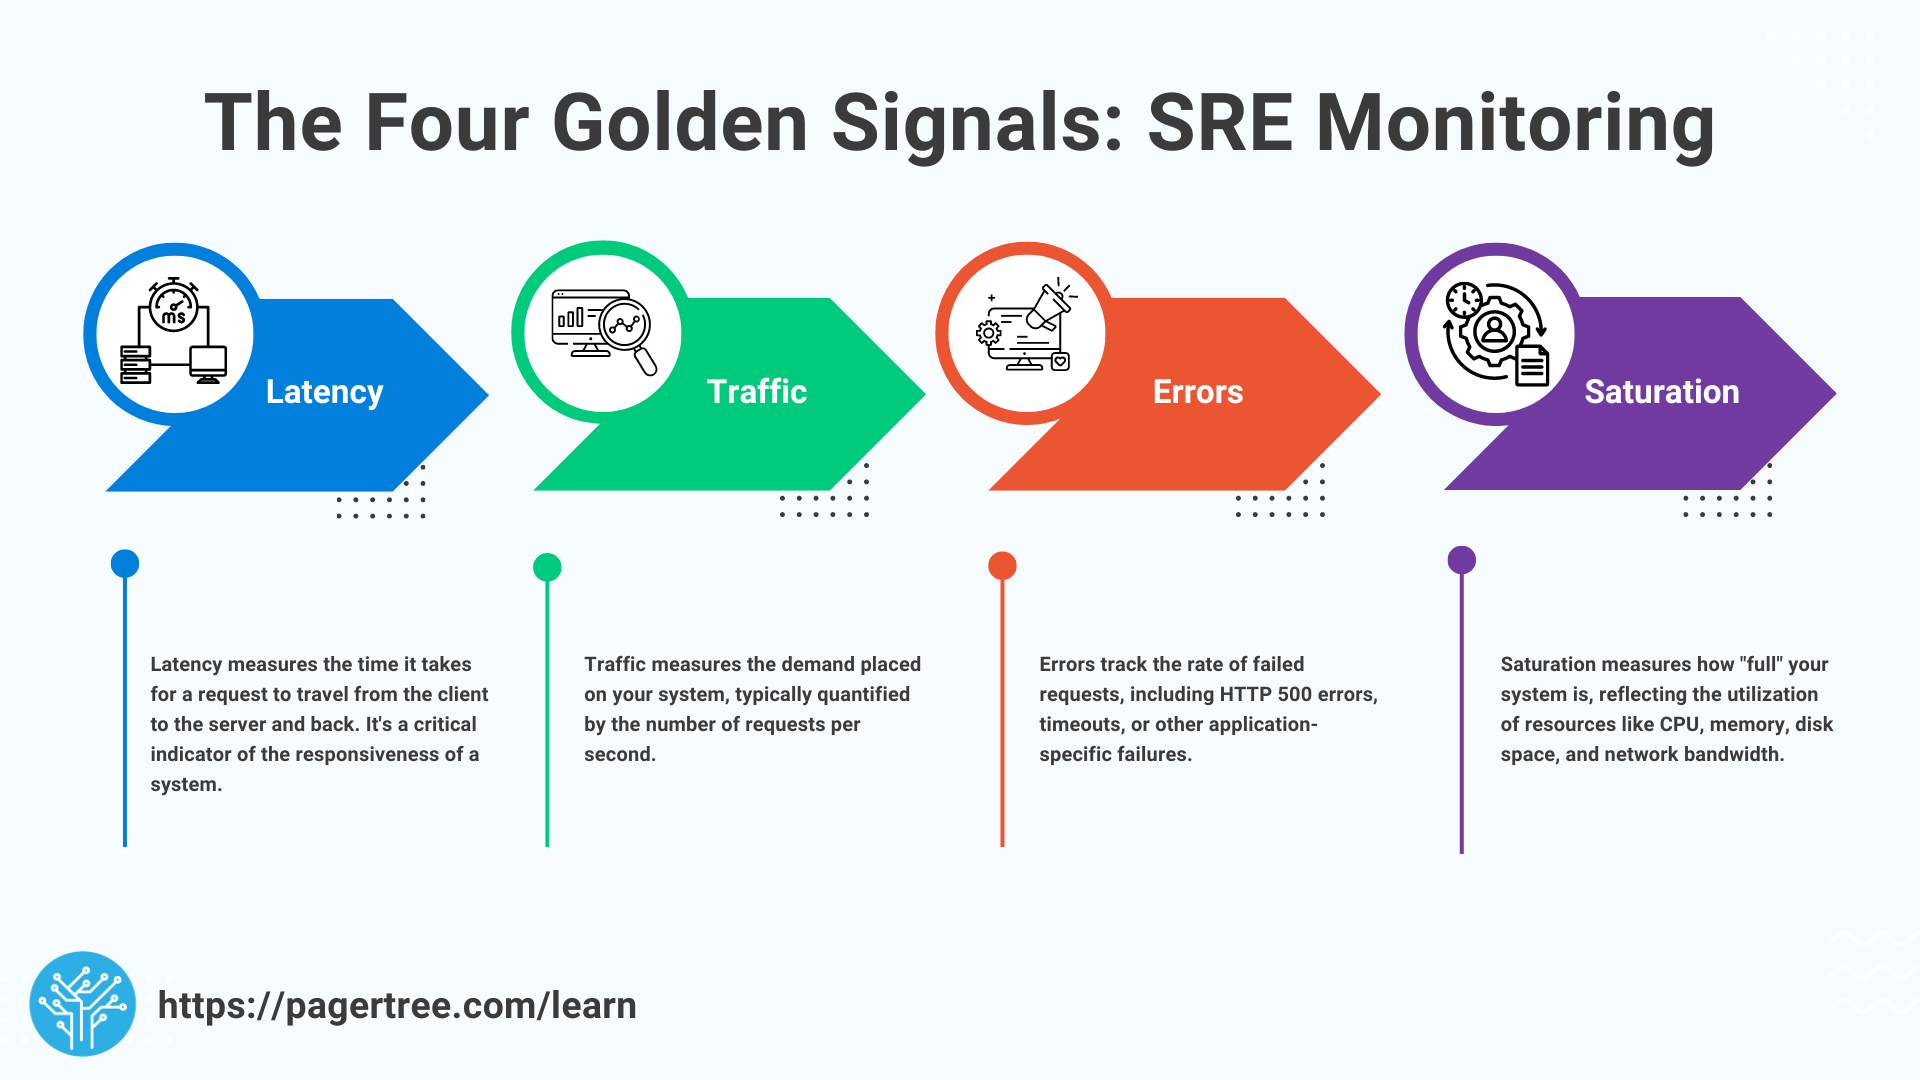 The Four Golden Signals: SRE Monitoring
ms
Latency
Traffic
Errors
Saturation
Latency measures the time it takes
for a request to travel from the client
to the server and back. It's a critical
indicator of the responsiveness of a
system.
Traffic measures the demand placed
on your system, typically quantified
by the number of requests per
second.
Errors track the rate of failed
requests, including HTTP 500 errors,
timeouts, or other application-
specific failures.
Saturation measures how "full" your
system is, reflecting the utilization
of resources like CPU, memory, disk
space, and network bandwidth.
https://pagertree.com/learn